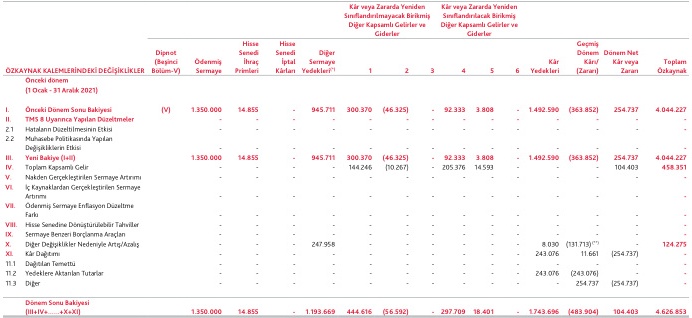 Kâr veya Zararda Yeniden Sınıflandırılmayacak Birikmiş Diğer Kapsamlı Gelirler ve Giderler
Kâr veya Zararda Yeniden Sınıflandırılacak Birikmiş Diğer Kapsamlı Gelirler ve Giderler
ÖZKAYNAK KALEMLERİNDEKİ DEĞİŞİKLİKLER Dipnot (Beşinci Bölüm-V) Ödenmiş Sermaye Hisse Senedi İhraç Primleri Hisse Senedi İptal Kârları Diğer Sermaye Yedekleri(*) 1 2 3 4 5 6 Kâr Yedekleri Geçmiş Dönem Kârı/ (Zararı) Dönem Net Kâr veya Zararı Toplam Özkaynak
Önceki dönem
(1 Ocak - 31 Aralık 2021)
I. Önceki Dönem Sonu Bakiyesi (V) 1.350.000 14.855 - 945.711 300.370 (46.325) - 92.333 3.808 - 1.492.590 (363.852) 254.737 4.044.227
II. TMS 8 Uyarınca Yapılan Düzeltmeler - - - - - - - - - - - - - -
2.1 Hataların Düzeltilmesinin Etkisi - - - - - - - - - - - - - -
2.2 Muhasebe Politikasında Yapılan
Değişikliklerin Etkisi - - - - - - - - - - - - - -
III. Yeni Bakiye (I+II) 1.350.000 14.855 - 945.711 300.370 (46.325) - 92.333 3.808 - 1.492.590 (363.852) 254.737 4.044.227
IV. Toplam Kapsamlı Gelir - - - - 144.246 (10.267) - 205.376 14.593 - - - 104.403 458.351
V. Nakden Gerçekleştirilen Sermaye Artırımı - - - - - - - - - - - - - -
VI. İç Kaynaklardan Gerçekleştirilen Sermaye
Artırımı - - - - - - - - - - - - - -
VII. Ödenmiş Sermaye Enflasyon Düzeltme
Farkı - - - - - - - - - - - - - -
VIII. Hisse Senedine Dönüştürülebilir Tahviller - - - - - - - - - - - - - -
IX. Sermaye Benzeri Borçlanma Araçları - - - - - - - - - - - - - -
X. Diğer Değişiklikler Nedeniyle Artış/Azalış - - - 247.958 - - - - - - 8.030 (131.713)(**) - 124.275
XI. Kâr Dağıtımı - - - - - - - - - - 243.076 11.661 (254.737) -
11.1 Dağıtılan Temettü - - - - - - - - - - - - - -
11.2 Yedeklere Aktarılan Tutarlar - - - - - - - - - - 243.076 (243.076) - -
11.3 Diğer - - - - - - - - - - - 254.737 (254.737) -
Dönem Sonu Bakiyesi
(III+IV+......+X+XI) 1.350.000 14.855 - 1.193.669 444.616 (56.592) - 297.709 18.401 - 1.743.696 (483.904) 104.403 4.626.853